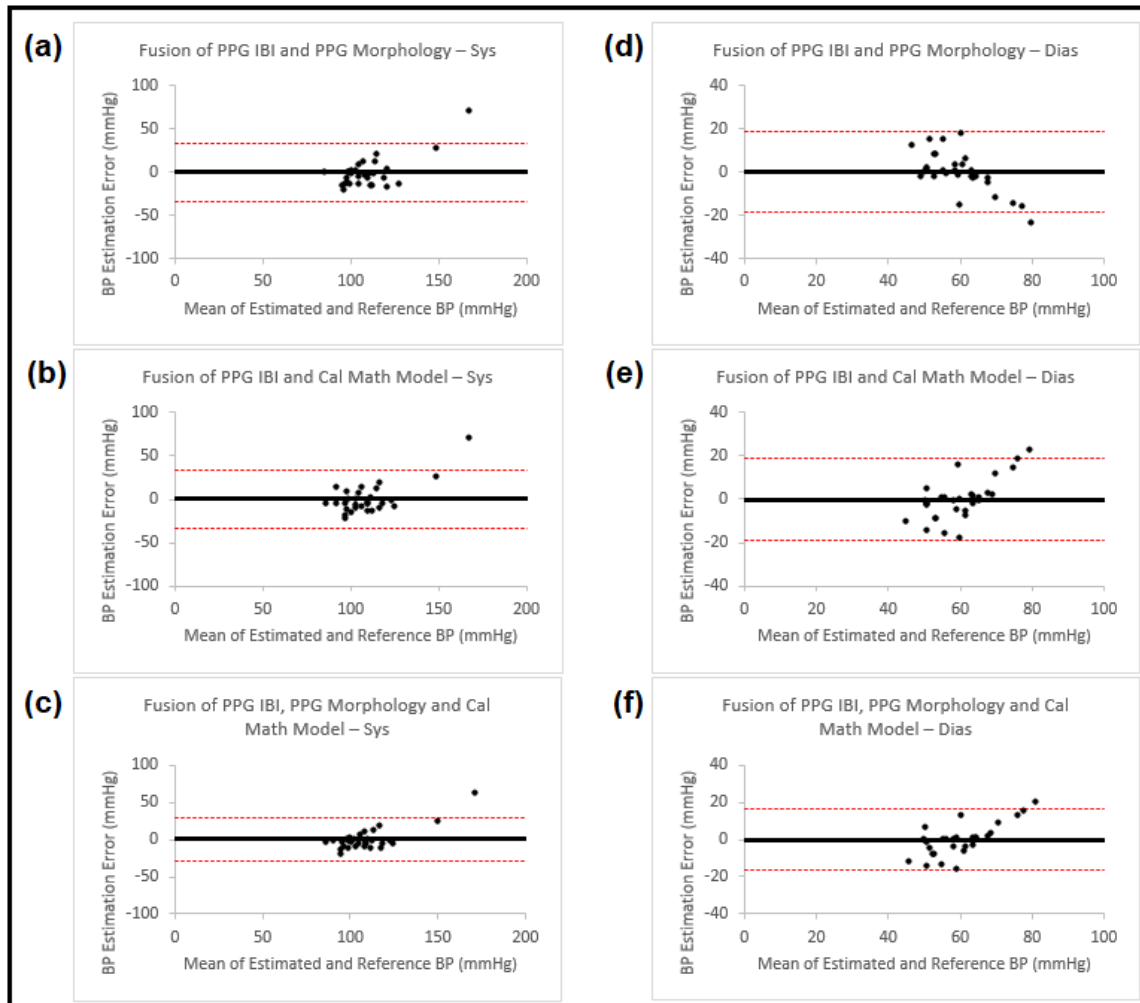 (a)
Fusion of PPG IBI and PPG Morphology – Sys
BP Estimation Error (mmHg)
100
50
0
-50
-100
0 50 100 150 200
Mean of Estimated and Reference BP (mmHg)
(d)
Fusion of PPG IBI and PPG Morphology – Dias
BP Estimation Error (mmHg)
40
20
0
-20
-40
0 20 40 60 80 100
Mean of Estimated and Reference BP (mmHg)
(b)
Fusion of PPG IBI and Cal Math Model – Sys
BP Estimation Error (mmHg)
100
50
0
-50
-100
0 50 100 150 200
Mean of Estimated and Reference BP (mmHg)
(e)
Fusion of PPG IBI and Cal Math Model – Dias
BP Estimation Error (mmHg)
40
20
0
-20
-40
0 20 40 60 80 100
Mean of Estimated and Reference BP (mmHg)
(c)
Fusion of PPG IBI, PPG Morphology and Cal
Math Model – Sys
BP Estimation Error (mmHg)
100
50
0
-50
-100
0 50 100 150 200
Mean of Estimated and Reference BP (mmHg)
(f)
Fusion of PPG IBI, PPG Morphology and Cal
Math Model – Dias
BP Estimation Error (mmHg)
40
20
0
-20
-40
0 20 40 60 80 100
Mean of Estimated and Reference BP (mmHg)